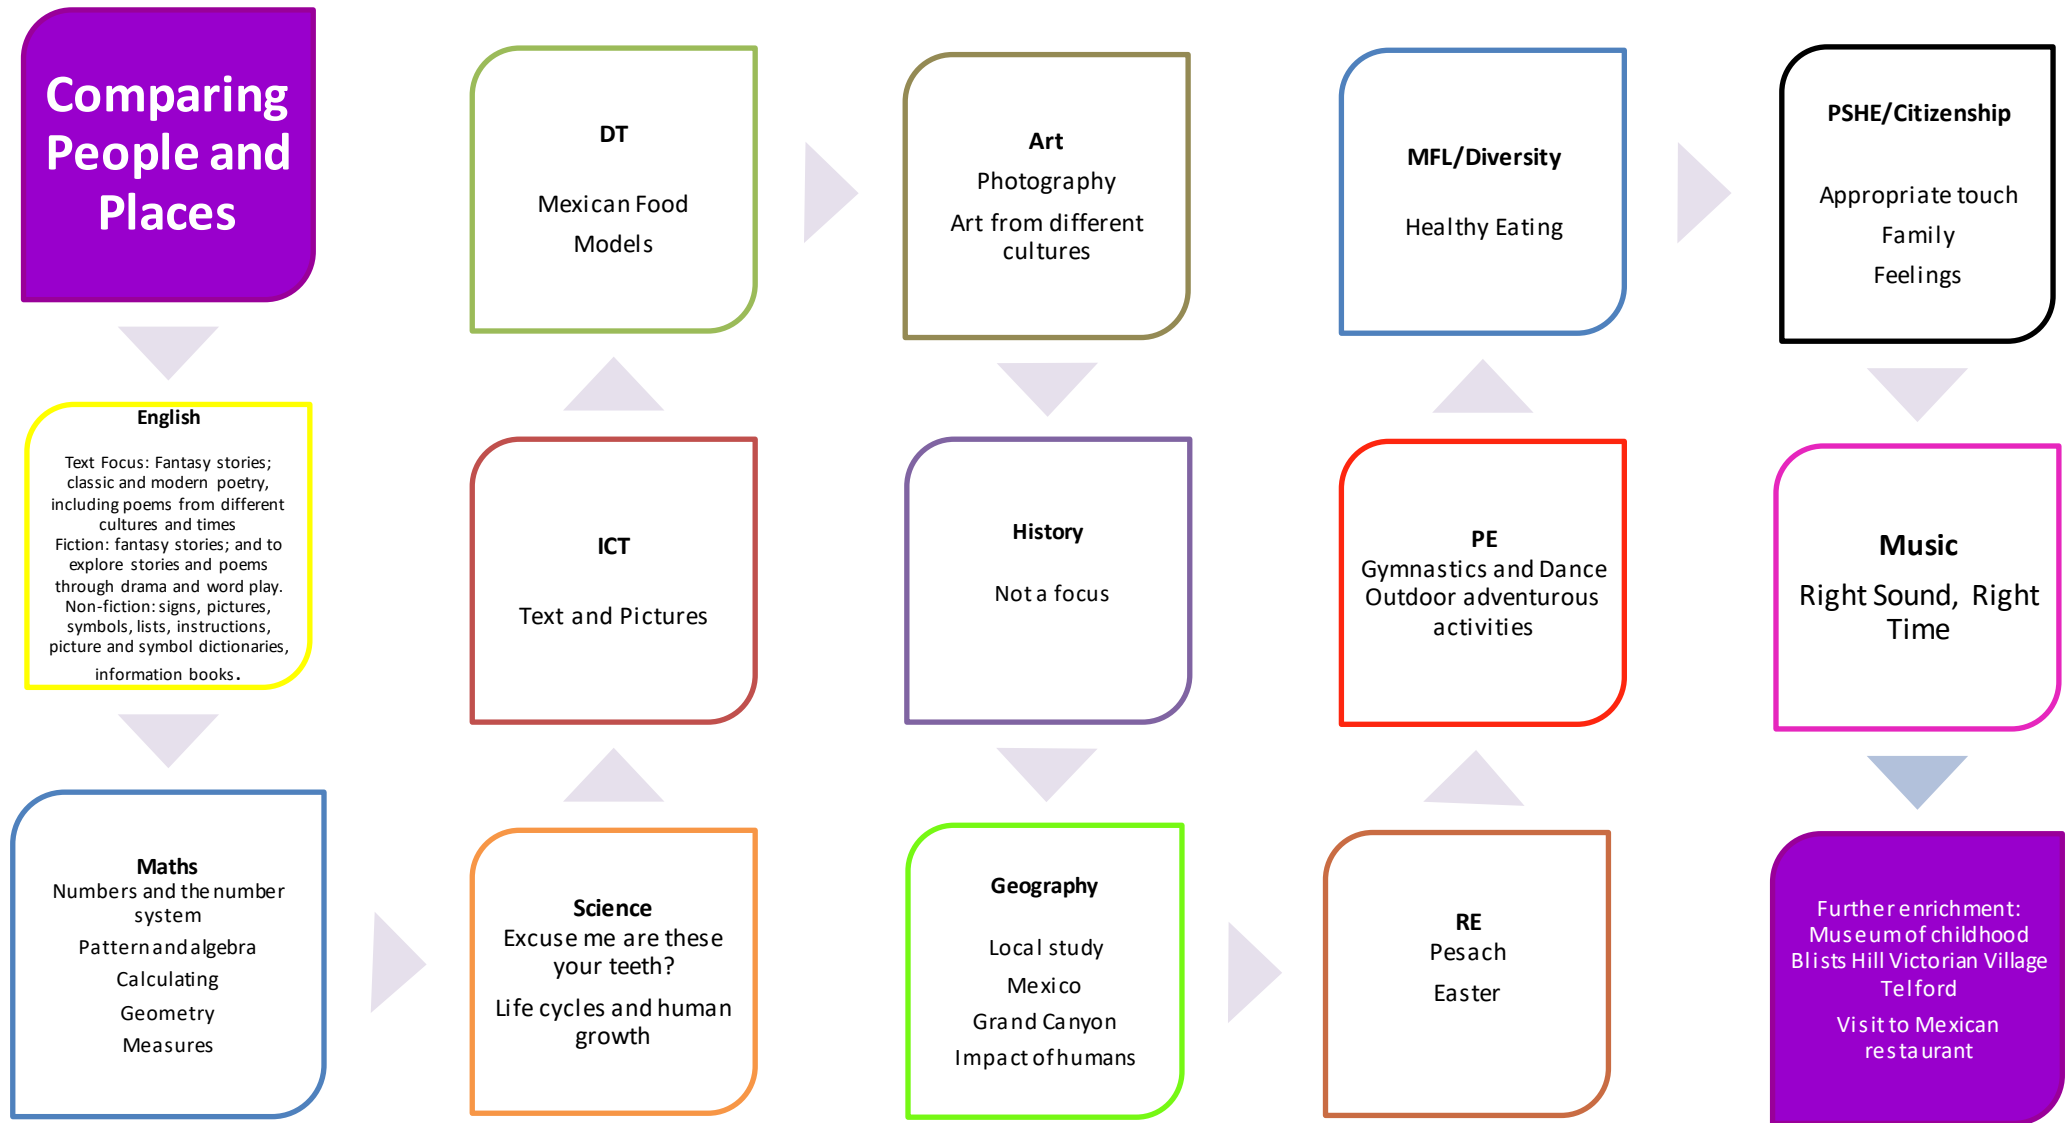 Comparing
People and
Places
English
Text Focus: Fantasy stories;
classic and modern poetry,
including poems from different
cultures and times
Fiction: fantasy stories; and to
explore stories and poems
through drama and word play.
Non-fiction: signs, pictures,
symbols, lists, instructions,
picture and symbol dictionaries,
information books.
Maths
Numbers and the number
system
Pattern and algebra
Calculating
Geometry
Measures
Science
Excuse me are these
your teeth?
Life cycles and human
growth
ICT
Text and Pictures
DT
Mexican Food
Models
Art
Photography
Art from different
cultures
History
Not a focus
Geography
Local study
Mexico
Grand Canyon
Impact of humans
RE
Pesach
Easter
PE
Gymnastics and Dance
Outdoor adventurous
activities
MFL/Diversity
Healthy Eating
PSHE/Citizenship
Appropriate touch
Family
Feelings
Music
Right Sound, Right
Time
Further enrichment:
Museum of childhood
Blists Hill Victorian Village
Telford
Visit to Mexican
restaurant